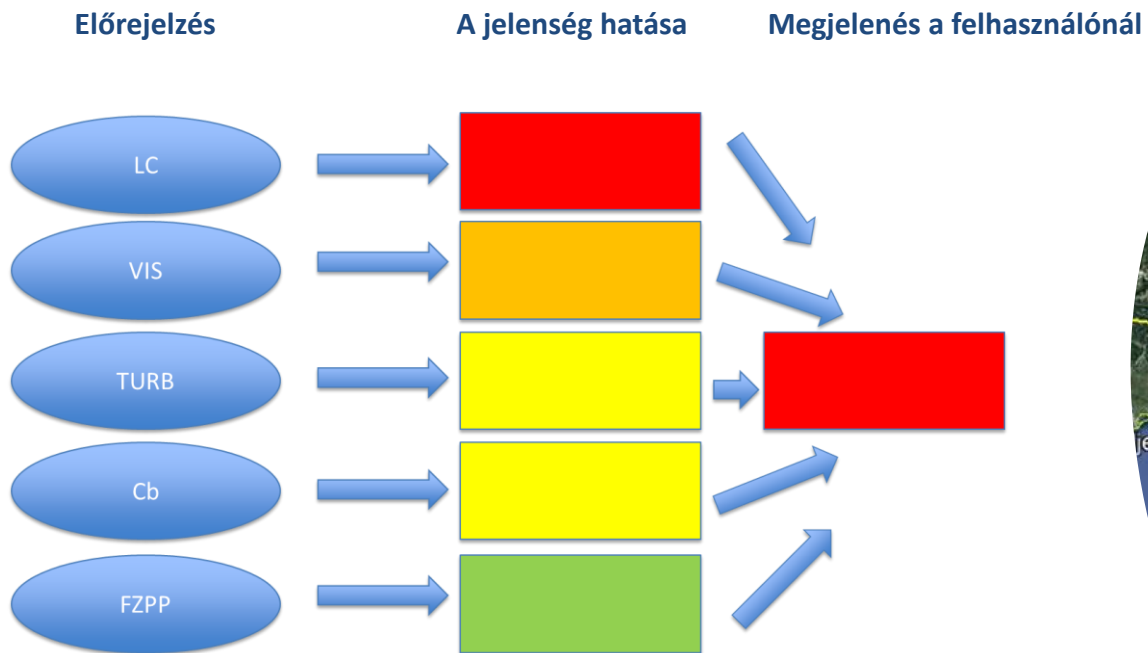 Előrejelzés
A jelenség hatása
Megjelenés a felhasználónál
LC
VIS
TURB
Cb
FZPP